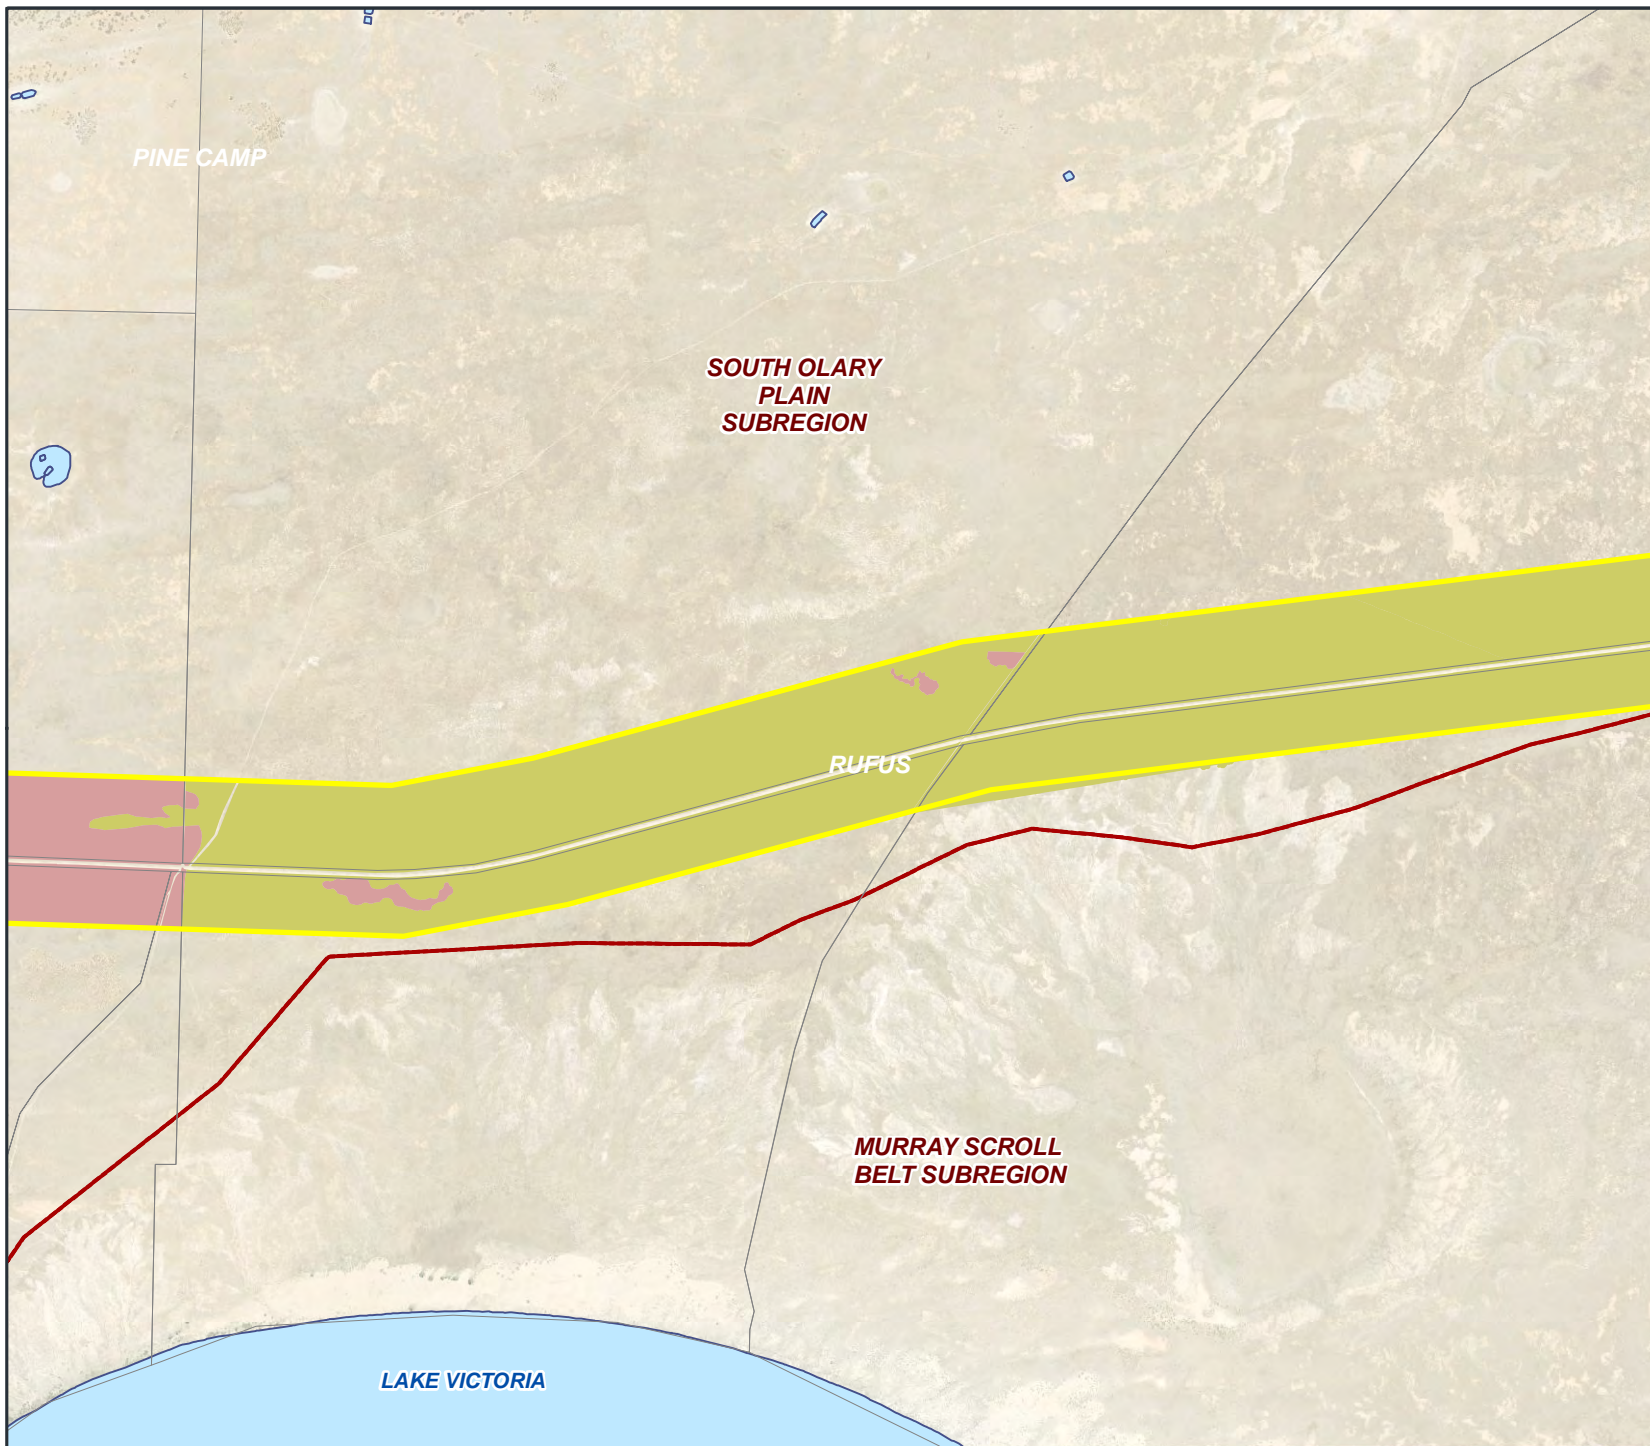 PINE CAMP
SOUTH OLARY
PLAIN
SUBREGION
RUFUS
MURRAY SCROLL
BELT SUBREGION
LAKE VICTORIA